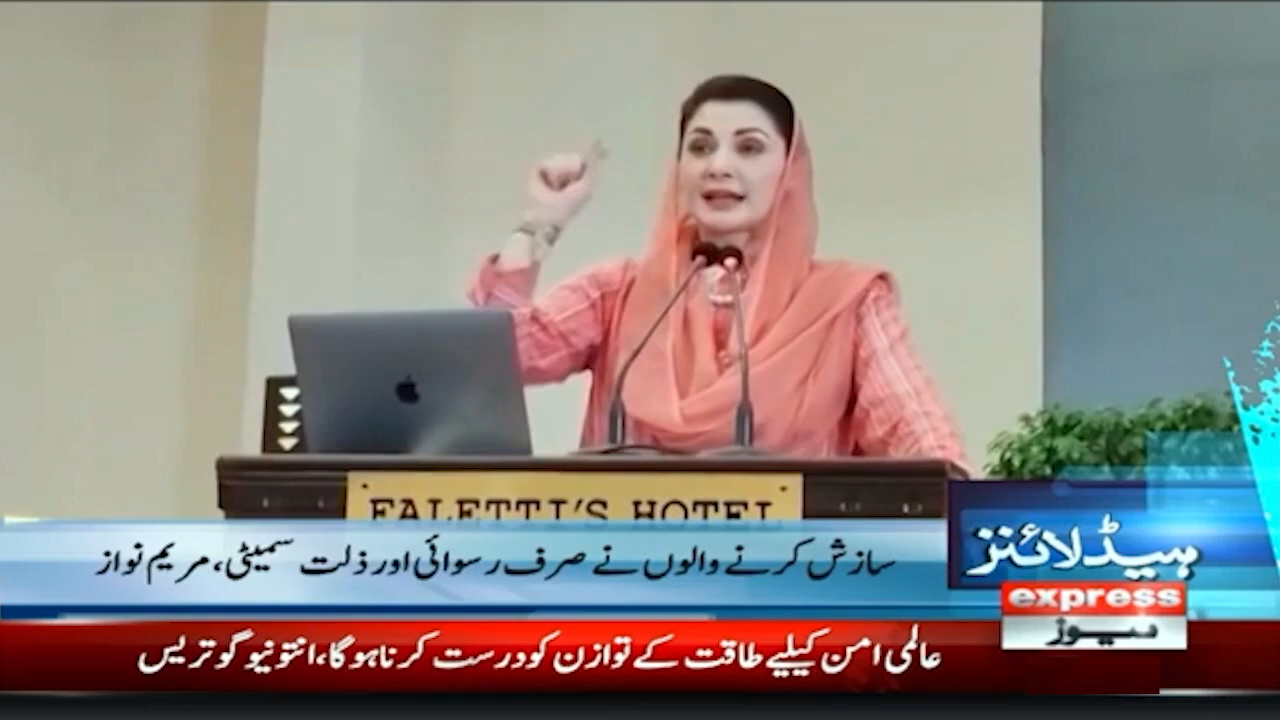 FALETTI'S HOTEL
سازش کرنے والوں نے صرف رسوائی اور ذلت سمیٹی، مریم نواز
ہیڈلائنز
express
نیوز
عالمی امن کیلیے طاقت کے توازن کو درست کرنا ہوگا، انتونیو گوتریس